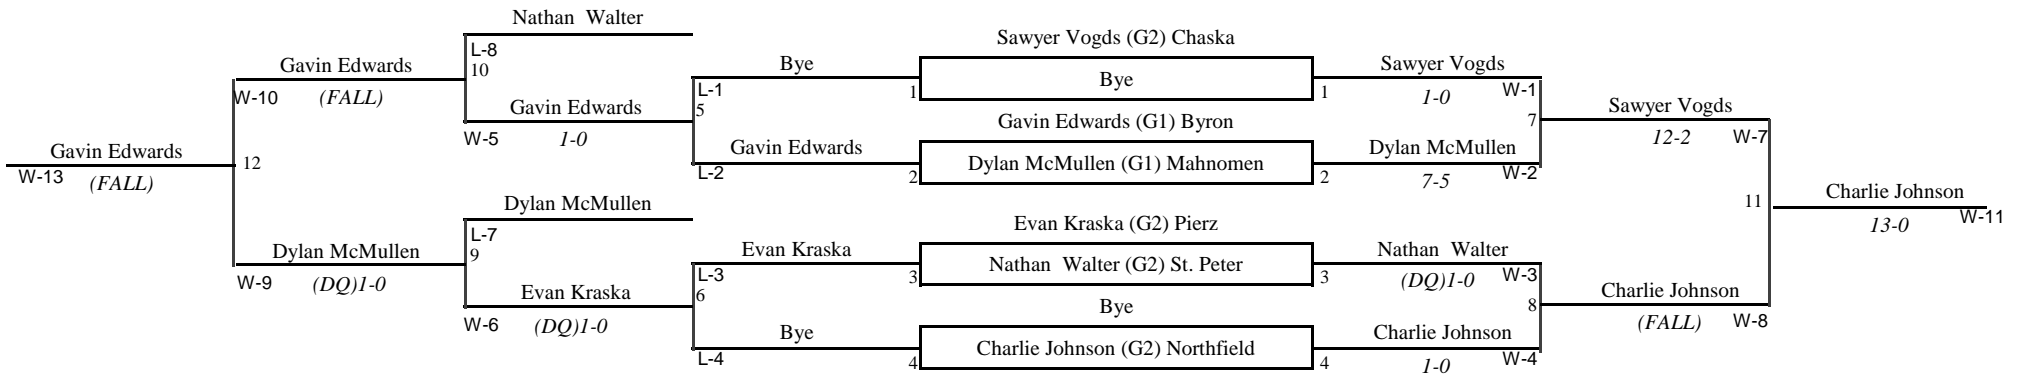 Nathan Walter
L-8
10
Gavin Edwards
W-10
(FALL)
Gavin Edwards
W-5
1-0
Gavin Edwards
W-13
(FALL)
12
Dylan McMullen
L-7
9
Dylan McMullen
W-9
(DQ)1-0
Evan Kraska
W-6
(DQ)1-0
Bye
L-1
5
1
Gavin Edwards
L-2
2
Evan Kraska
L-3
6
3
Bye
L-4
4
Sawyer Vogds (G2) Chaska
Bye
Gavin Edwards (G1) Byron
Dylan McMullen (G1) Mahnomen
Evan Kraska (G2) Pierz
Nathan Walter (G2) St. Peter
Bye
Charlie Johnson (G2) Northfield
Sawyer Vogds
1
1-0
W-1
7
Dylan McMullen
2
7-5
W-2
Nathan Walter
3
(DQ)1-0
W-3
8
Charlie Johnson
4
1-0
W-4
Sawyer Vogds
12-2
W-7
11
Charlie Johnson
(FALL)
W-8
Charlie Johnson
13-0
W-11